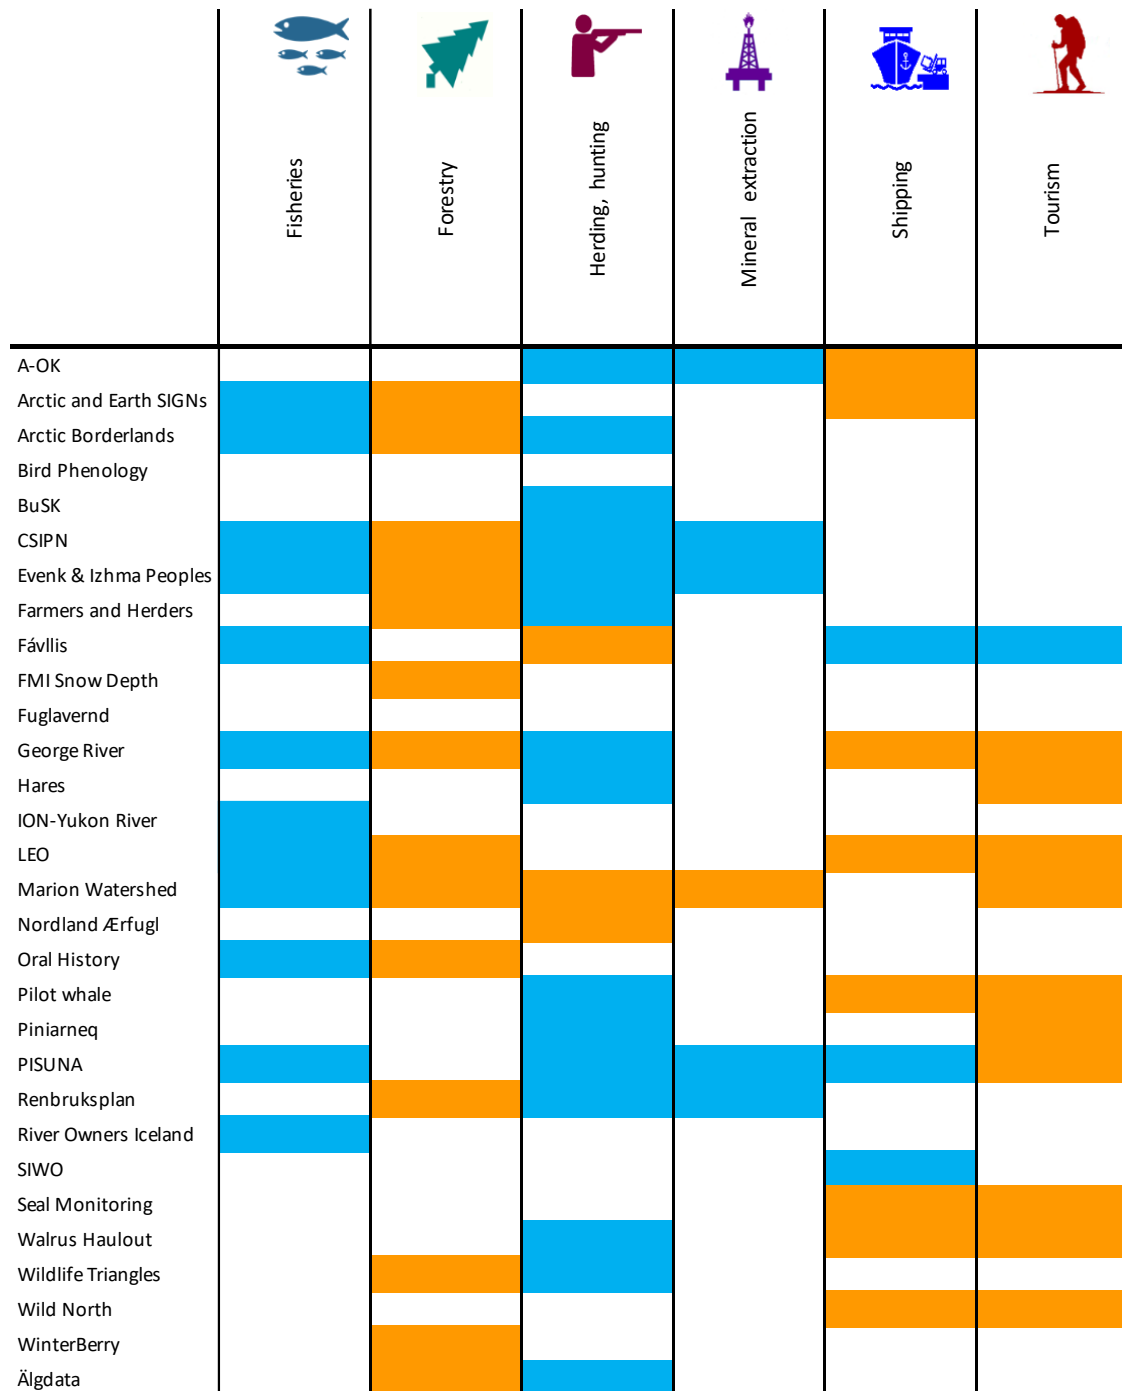 Fisheries
Forestry
Herding, hunting
Mineral extraction
Shipping
Tourism
A-OK
Arctic and Earth SIGNs
Arctic Borderlands
Bird Phenology
BuSK
CSIPN
Evenk & Izhma Peoples
Farmers and Herders
Fávllis
FMI Snow Depth
Fuglavernd
George River
Hares
ION-Yukon River
LEO
Marion Watershed
Nordland Ærfugl
Oral History
Pilot whale
Piniarneq
PISUNA
Renbruksplan
River Owners Iceland
SIWO
Seal Monitoring
Walrus Haulout
Wildlife Triangles
Wild North
WinterBerry
Älgdata